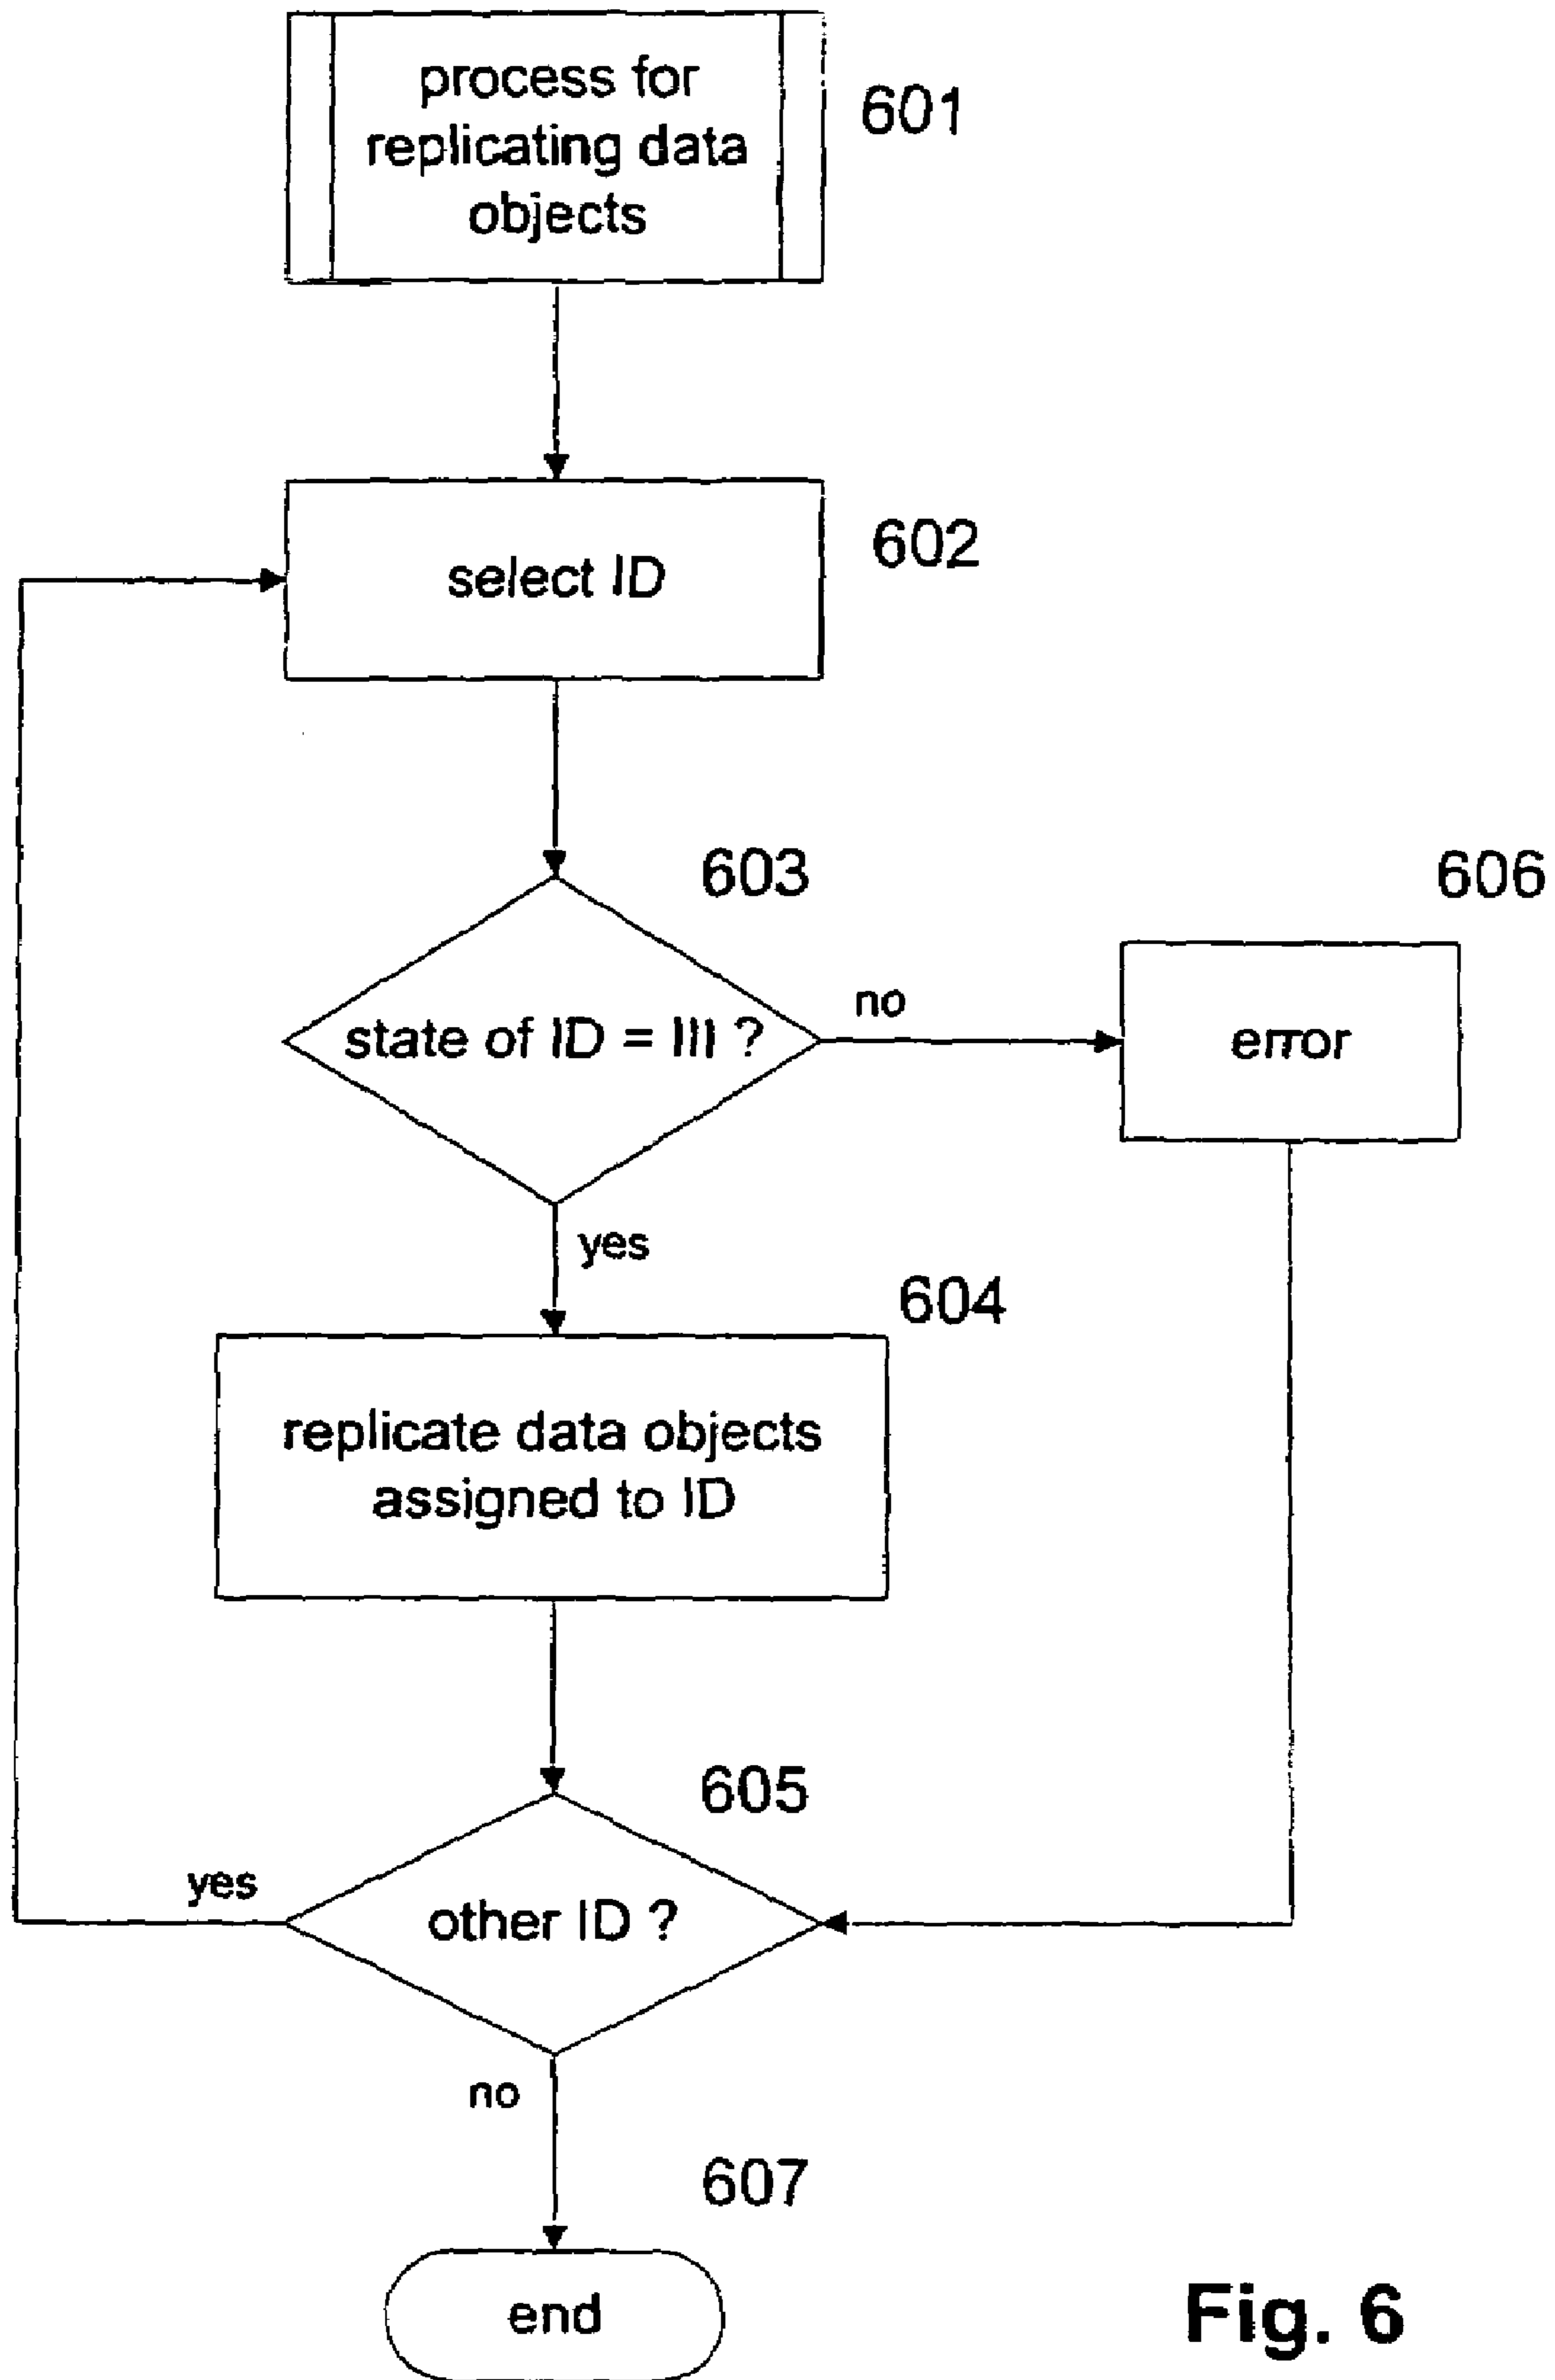 process for
replicating data
objects
601
select ID
602
603
state of ID = III ?
no
606
error
yes
604
replicate data objects
assigned to ID
605
yes
other ID ?
no
607
end
Fig. 6